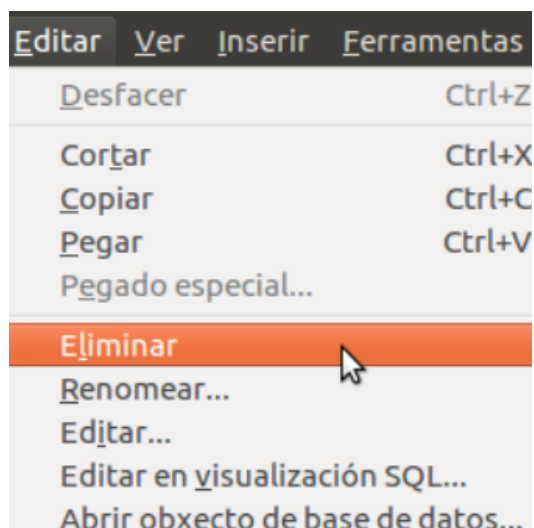 Editar Ver Inserir Ferramentas
Desfacer Ctrl+Z
Cortar Ctrl+X
Copiar Ctrl+C
Pegar Ctrl+V
Pegado especial...
Eliminar
Renomear...
Editar...
Editar en visualización SQL...
Abrir obxecto de base de datos...